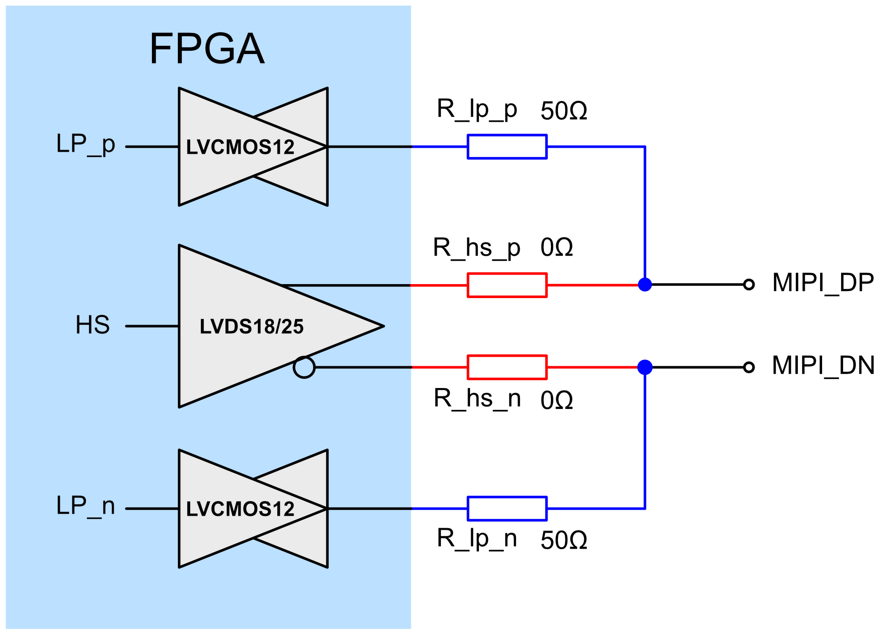 FPGA
R_lp_p 50Ω
LP_p
LVCMOS12
R_hs_p 0Ω
MIPI_DP
HS
LVDS18/25
MIPI_DN
R_hs_n 0Ω
LP_n
LVCMOS12
R_lp_n 50Ω